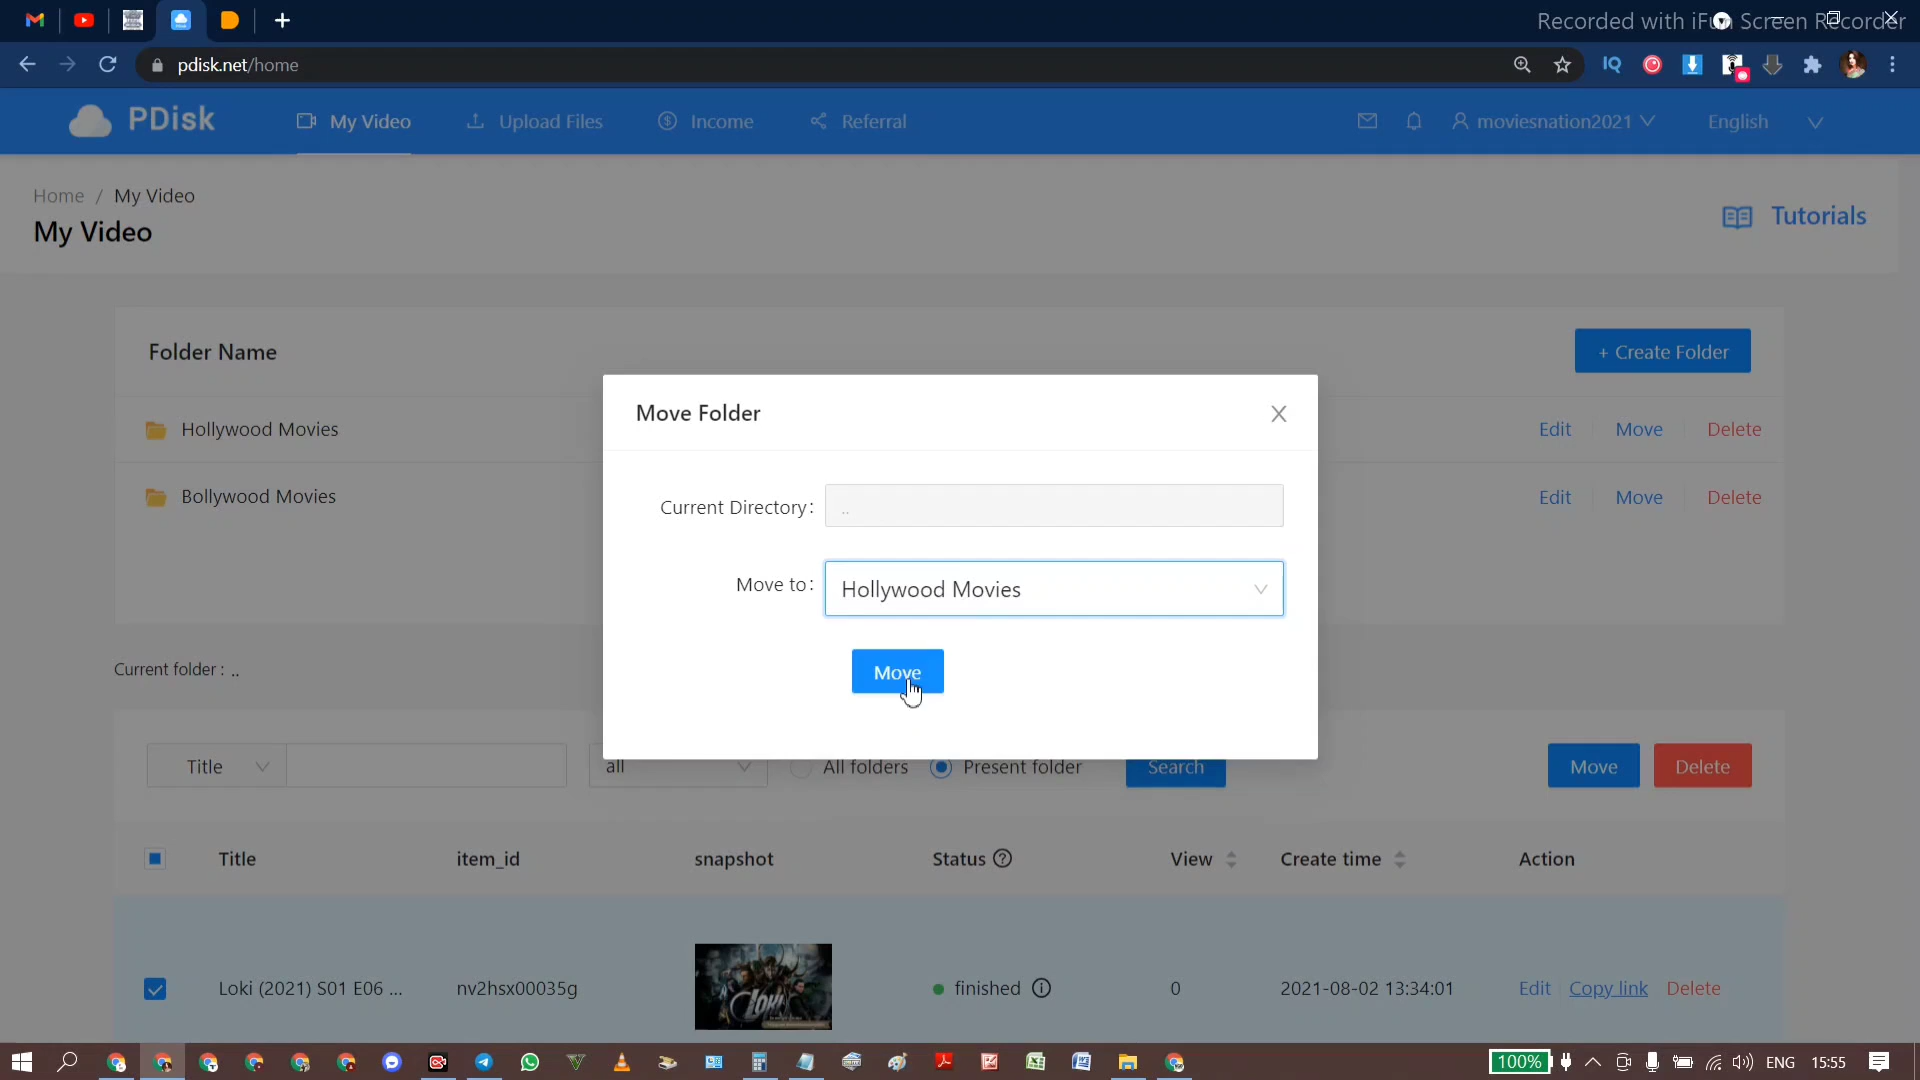 Recorded with iFun Screen Recorder
pdisk.net/home
IQ
PDisk
My Video
Upload Files
Income
Referral
moviesnation2021
English
Home / My Video
My Video
Tutorials
Folder Name
+ Create Folder
Hollywood Movies
Edit
Move
Delete
Bollywood Movies
Edit
Move
Delete
Move Folder
Current Directory:
..
Move to:
Hollywood Movies
Move
Current folder : ..
Title
all
All folders
Present folder
Search
Move
Delete
Title
item_id
snapshot
Status
View
Create time
Action
Loki (2021) S01 E06 ...
nv2hsx00035g
LOKI
finished
0
2021-08-02 13:34:01
Edit
Copy link
Delete
100%
ENG
15:55